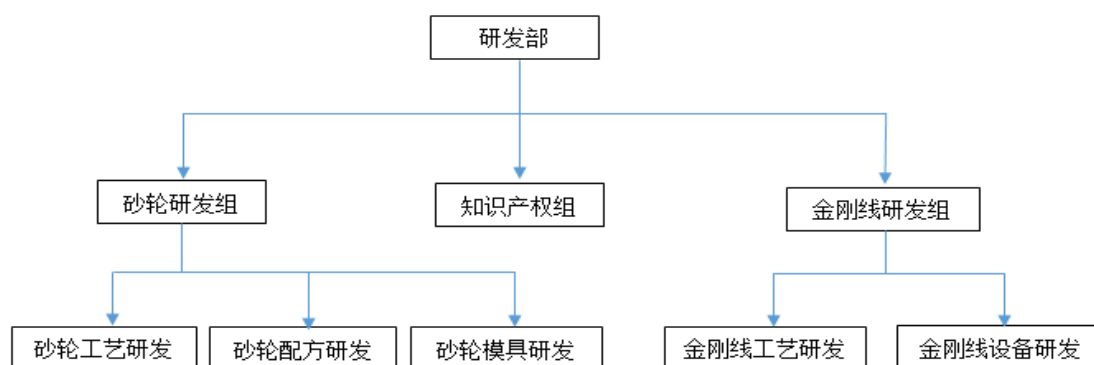 研发部
砂轮研发组
知识产权组
金刚线研发组
砂轮工艺研发
砂轮配方研发
砂轮模具研发
金刚线工艺研发
金刚线设备研发